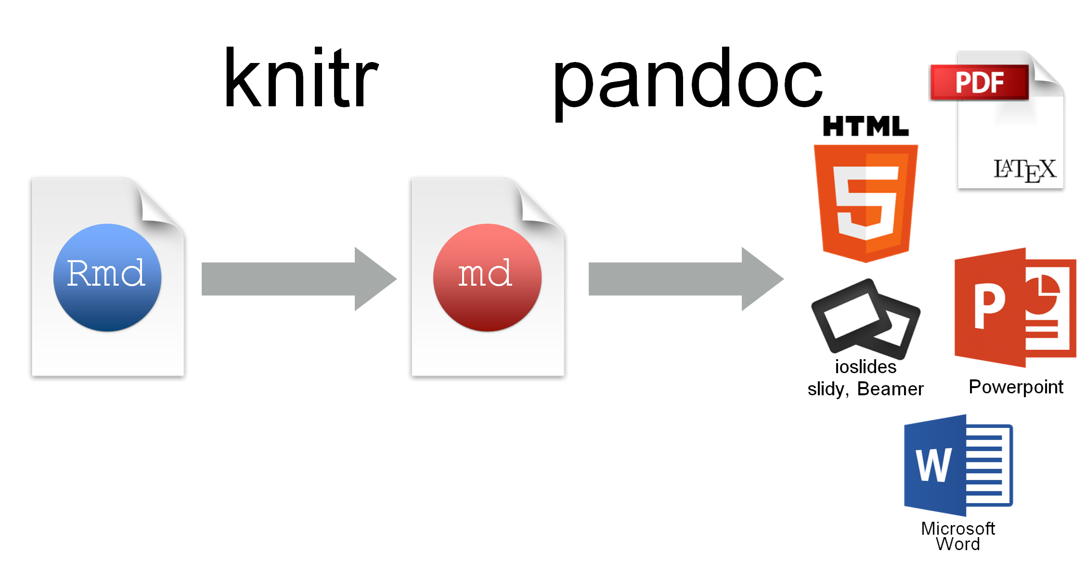 knitr
pandoc
PDF
LATEX
HTML
5
Rmd
md
P
ioslides
slidy, Beamer
Powerpoint
W
Microsoft
Word